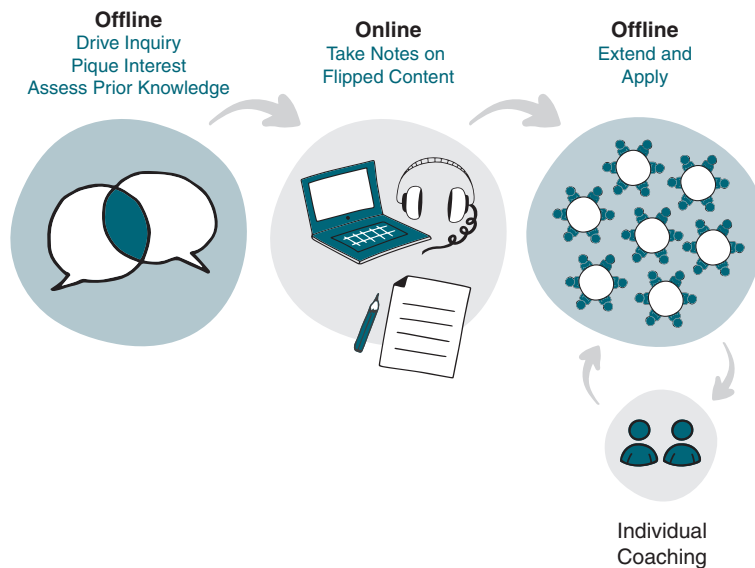 Offline
Drive Inquiry
Pique Interest
Assess Prior Knowledge
Online
Take Notes on
Flipped Content
Offline
Extend and
Apply
Individual
Coaching